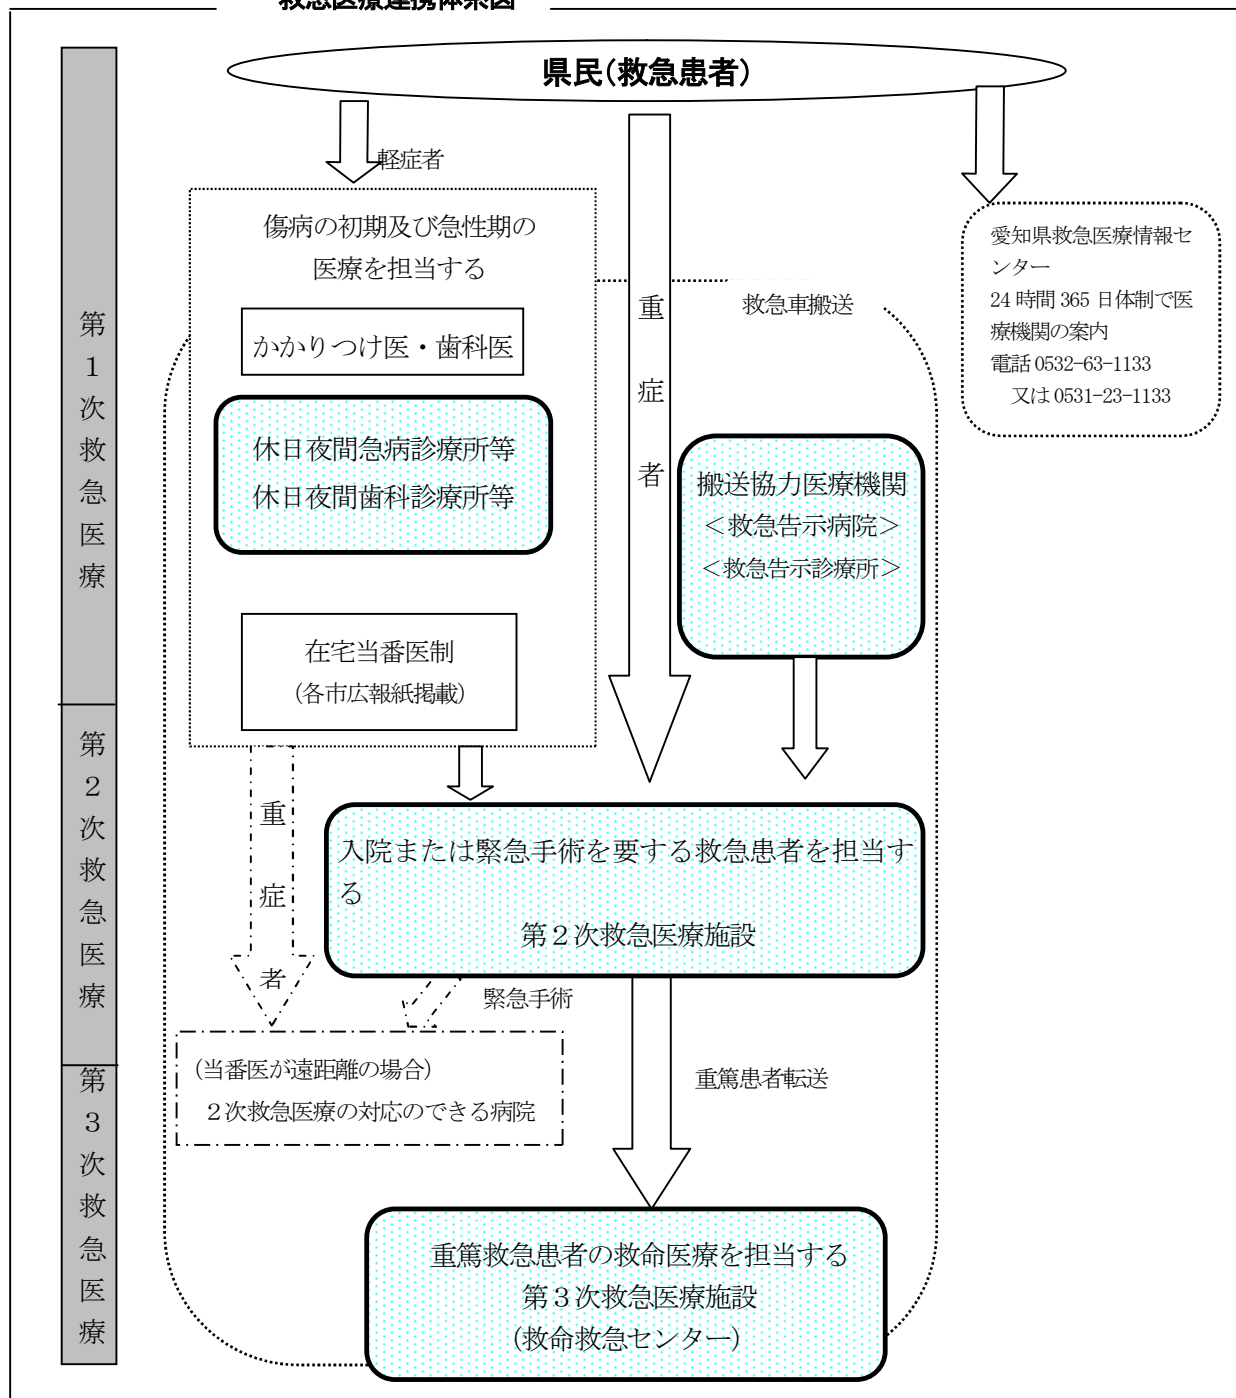 救急医療連携体系図
県民(救急患者)
軽症者
傷病の初期及び急性期の
医療を担当する
かかりつけ医・歯科医
休日夜間急病診療所等
休日夜間歯科診療所等
在宅当番医制
(各市広報紙掲載)
重症者
救急車搬送
搬送協力医療機関
＜救急告示病院＞
＜救急告示診療所＞
愛知県救急医療情報セ
ンター
24 時間 365 日体制で医
療機関の案内
電話 0532-63-1133
又は 0531-23-1133
第１次救急医療
第２次救急医療
重症者
入院または緊急手術を要する救急患者を担当す
る
第２次救急医療施設
緊急手術
(当番医が遠距離の場合)
２次救急医療の対応のできる病院
重篤患者転送
第３次救急医療
重篤救急患者の救命医療を担当する
第３次救急医療施設
(救命救急センター)